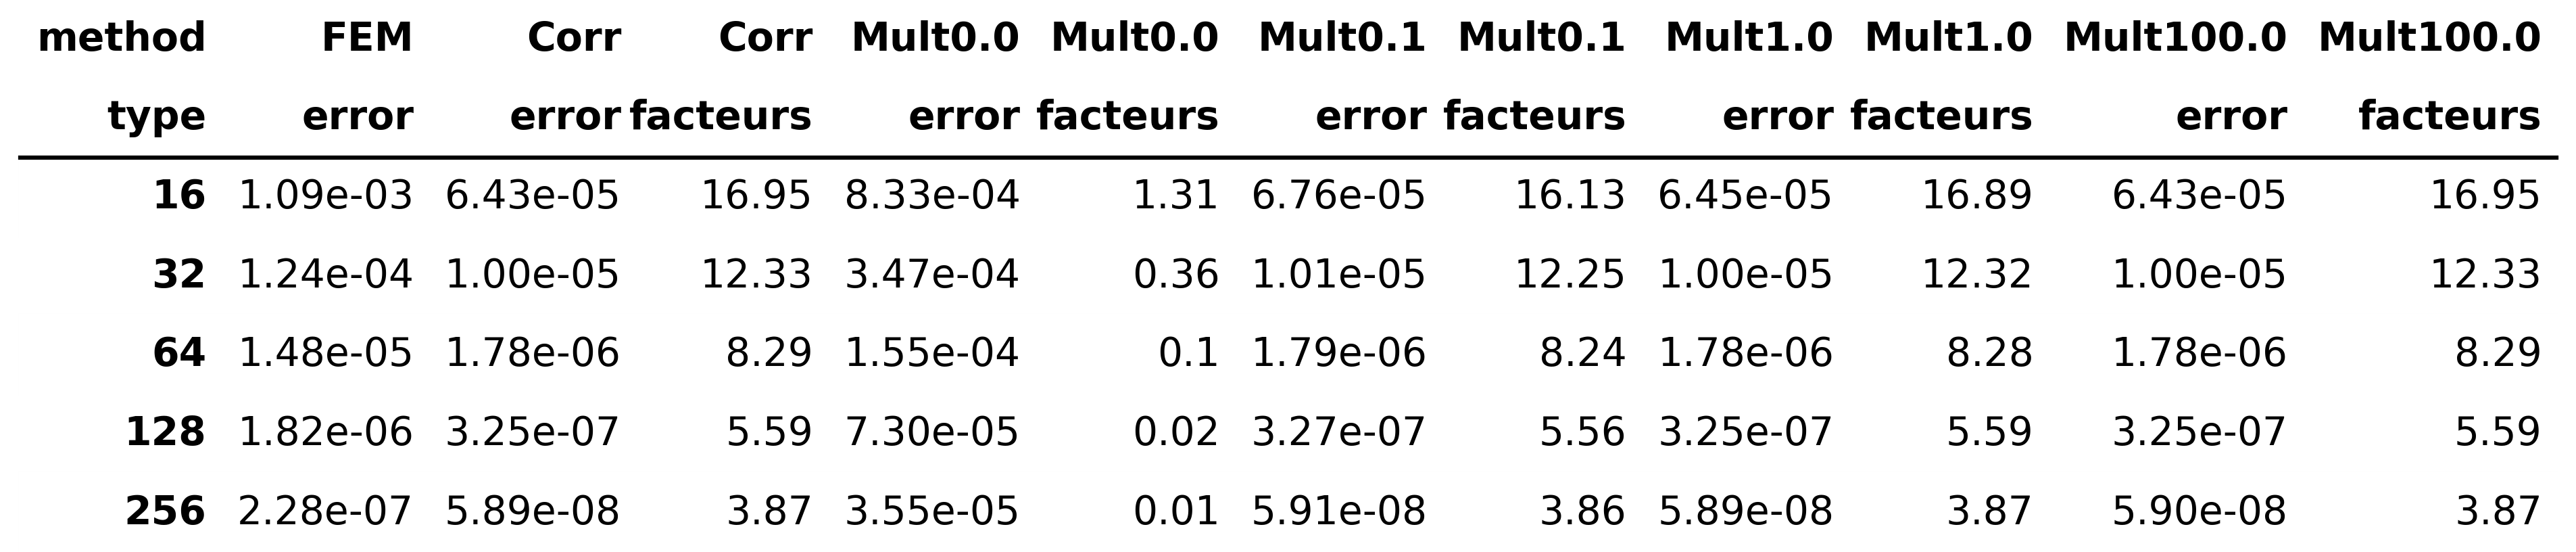 method FEM Corr Corr Mult0.0 Mult0.0 Mult0.1 Mult0.1 Mult1.0 Mult1.0 Mult100.0 Mult100.0
type error error facteurs error facteurs error facteurs error facteurs error facteurs
16 1.09e-03 6.43e-05 16.95 8.33e-04 1.31 6.76e-05 16.13 6.45e-05 16.89 6.43e-05 16.95
32 1.24e-04 1.00e-05 12.33 3.47e-04 0.36 1.01e-05 12.25 1.00e-05 12.32 1.00e-05 12.33
64 1.48e-05 1.78e-06 8.29 1.55e-04 0.1 1.79e-06 8.24 1.78e-06 8.28 1.78e-06 8.29
128 1.82e-06 3.25e-07 5.59 7.30e-05 0.02 3.27e-07 5.56 3.25e-07 5.59 3.25e-07 5.59
256 2.28e-07 5.89e-08 3.87 3.55e-05 0.01 5.91e-08 3.86 5.89e-08 3.87 5.90e-08 3.87